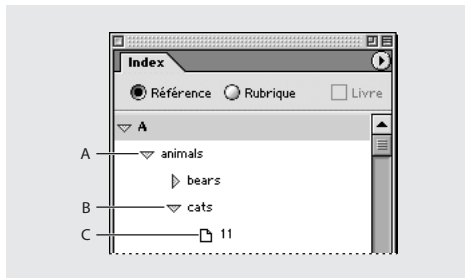 Index
Référence Rubrique Livre
A
A animals
bears
B cats
C 11